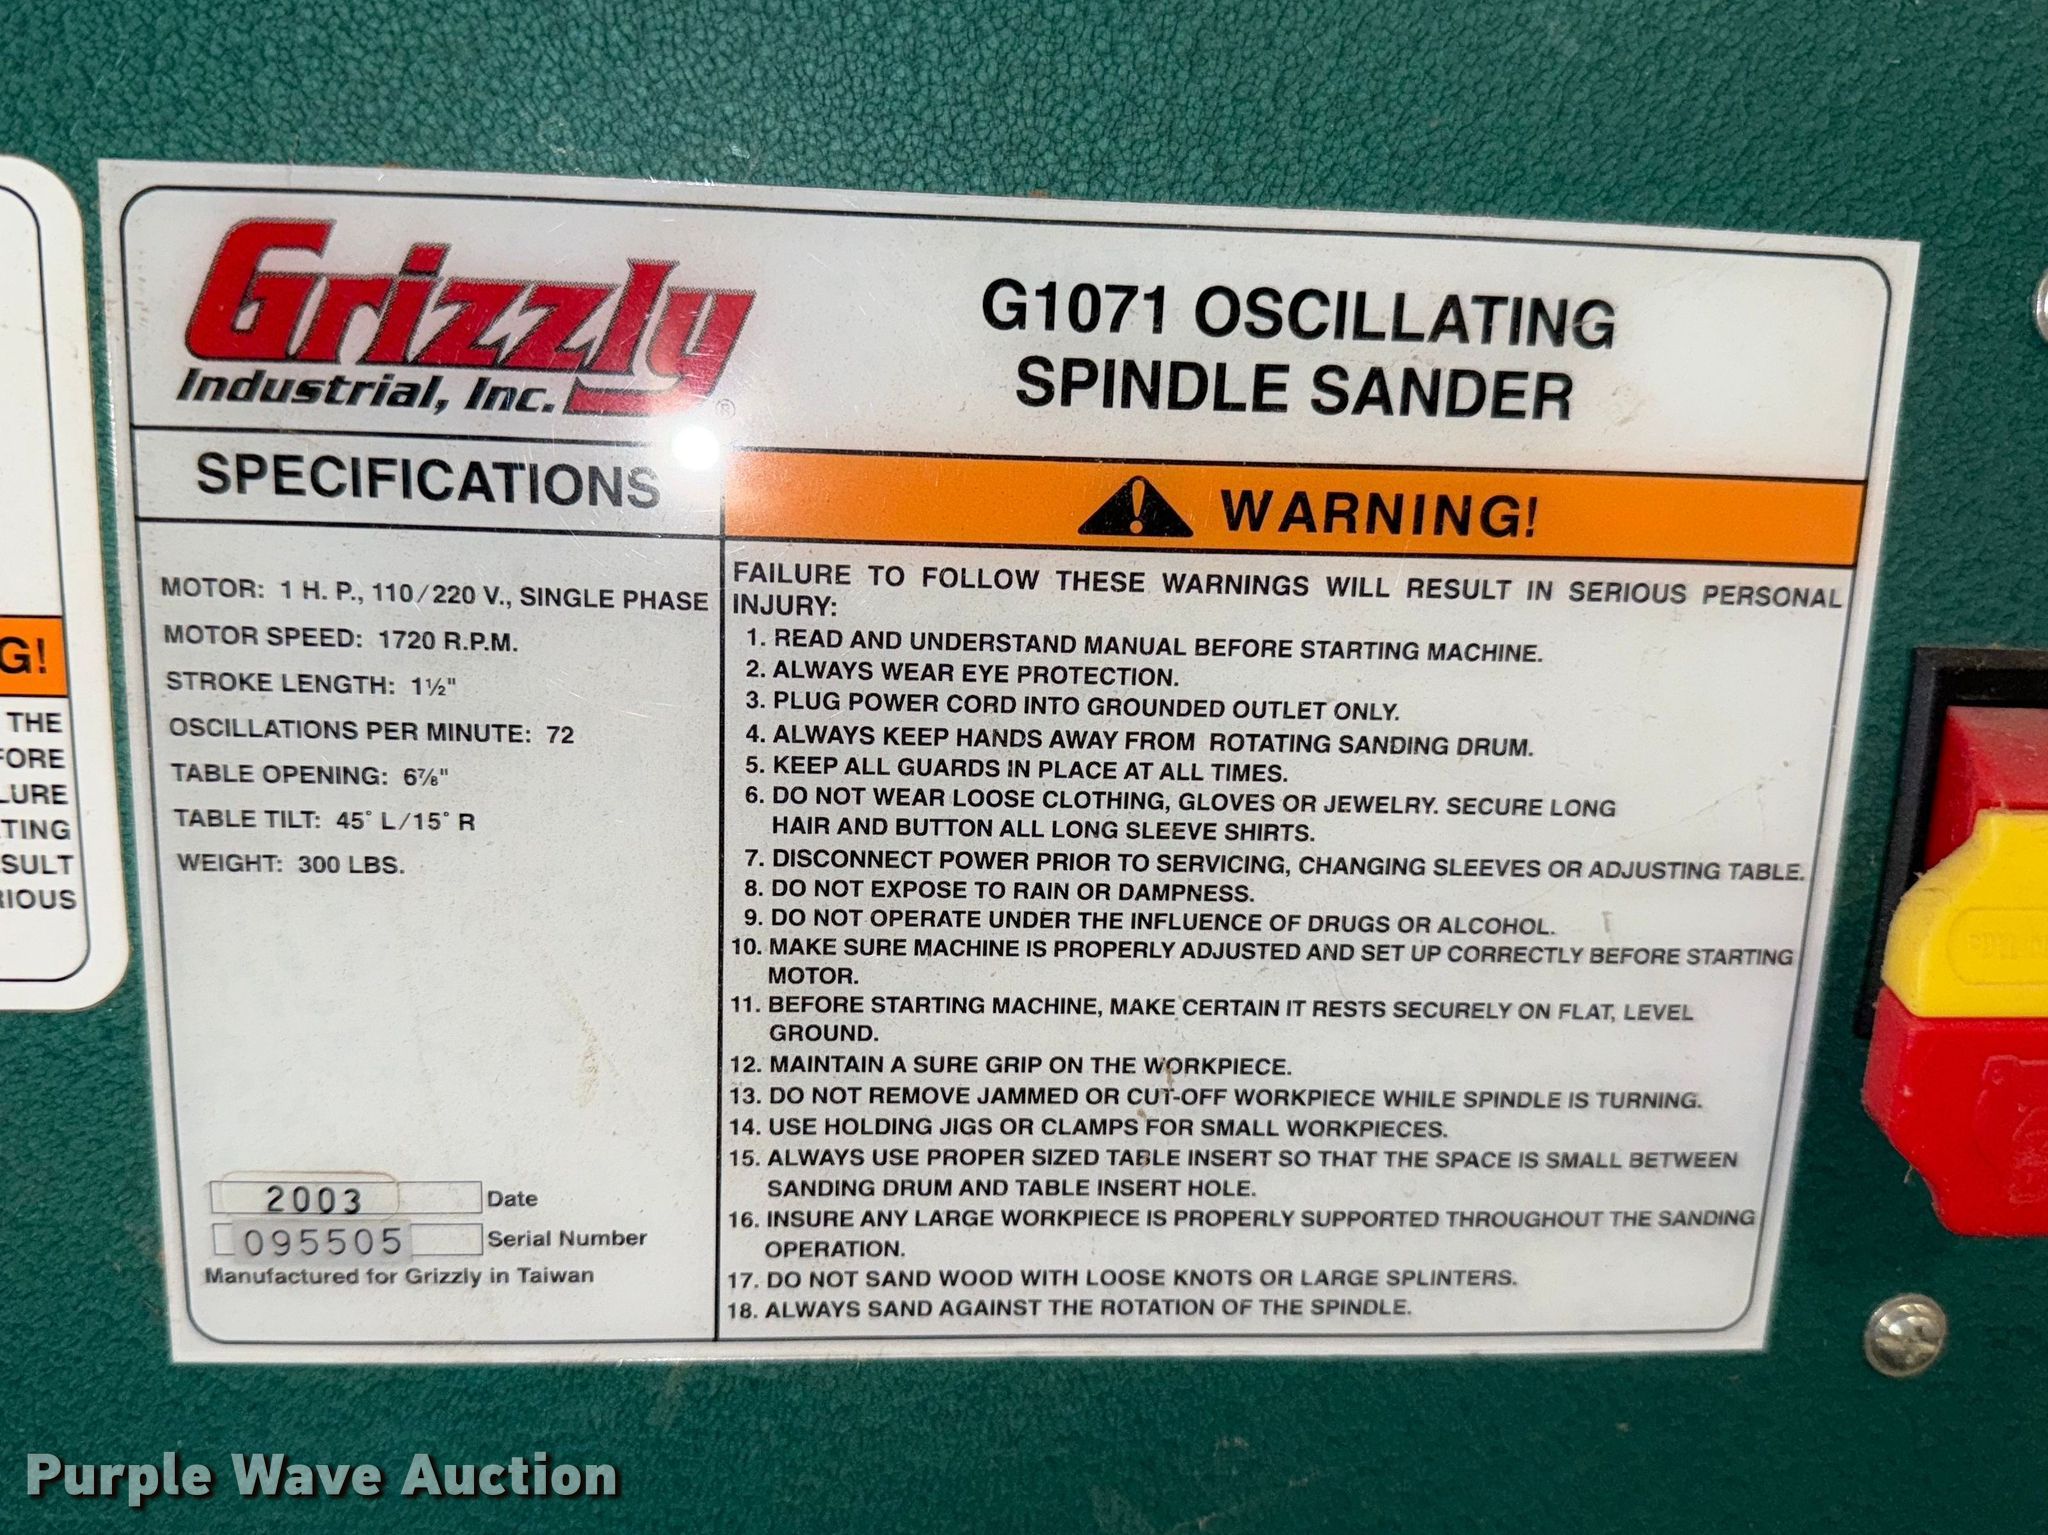 Grizzly
Industrial, Inc. ®
G1071 OSCILLATING
SPINDLE SANDER
SPECIFICATIONS
MOTOR: 1 H. P., 110/220 V., SINGLE PHASE
MOTOR SPEED: 1720 R.P.M.
STROKE LENGTH: 1½"
OSCILLATIONS PER MINUTE: 72
TABLE OPENING: 6⅞"
TABLE TILT: 45° L/15° R
WEIGHT: 300 LBS.
2003 Date
095505 Serial Number
Manufactured for Grizzly in Taiwan
WARNING!
FAILURE TO FOLLOW THESE WARNINGS WILL RESULT IN SERIOUS PERSONAL
INJURY:
1. READ AND UNDERSTAND MANUAL BEFORE STARTING MACHINE.
2. ALWAYS WEAR EYE PROTECTION.
3. PLUG POWER CORD INTO GROUNDED OUTLET ONLY.
4. ALWAYS KEEP HANDS AWAY FROM ROTATING SANDING DRUM.
5. KEEP ALL GUARDS IN PLACE AT ALL TIMES.
6. DO NOT WEAR LOOSE CLOTHING, GLOVES OR JEWELRY. SECURE LONG
HAIR AND BUTTON ALL LONG SLEEVE SHIRTS.
7. DISCONNECT POWER PRIOR TO SERVICING, CHANGING SLEEVES OR ADJUSTING TABLE.
8. DO NOT EXPOSE TO RAIN OR DAMPNESS.
9. DO NOT OPERATE UNDER THE INFLUENCE OF DRUGS OR ALCOHOL.
10. MAKE SURE MACHINE IS PROPERLY ADJUSTED AND SET UP CORRECTLY BEFORE STARTING
MOTOR.
11. BEFORE STARTING MACHINE, MAKE CERTAIN IT RESTS SECURELY ON FLAT, LEVEL
GROUND.
12. MAINTAIN A SURE GRIP ON THE WORKPIECE.
13. DO NOT REMOVE JAMMED OR CUT-OFF WORKPIECE WHILE SPINDLE IS TURNING.
14. USE HOLDING JIGS OR CLAMPS FOR SMALL WORKPIECES.
15. ALWAYS USE PROPER SIZED TABLE INSERT SO THAT THE SPACE IS SMALL BETWEEN
SANDING DRUM AND TABLE INSERT HOLE.
16. INSURE ANY LARGE WORKPIECE IS PROPERLY SUPPORTED THROUGHOUT THE SANDING
OPERATION.
17. DO NOT SAND WOOD WITH LOOSE KNOTS OR LARGE SPLINTERS.
18. ALWAYS SAND AGAINST THE ROTATION OF THE SPINDLE.
G!
THE
FORE
LURE
TING
SULT
RIOUS
Purple Wave Auction